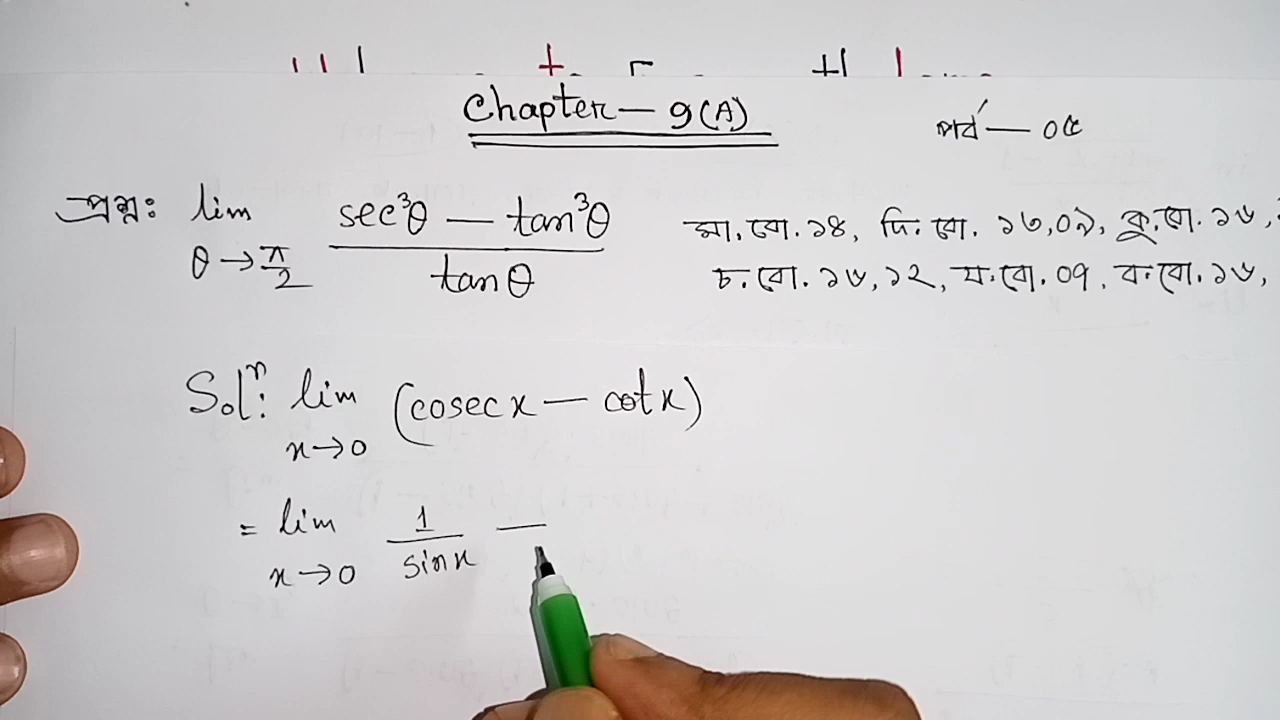 Chapter — 9(A)
পর্ব — ০৫
প্রশ্ন: lim θ→π/2 (sec³θ — tan³θ)/tanθ
মা. বো. ১৪, দি. বো. ১৩, ০৯, কু. বো. ১৬,
চ. বো. ১৬, ১২, য. বো. ০৭, ব. বো. ১৬,
Solⁿ: lim x→0 (cosec x — cot x)
= lim x→0 1/sin x —